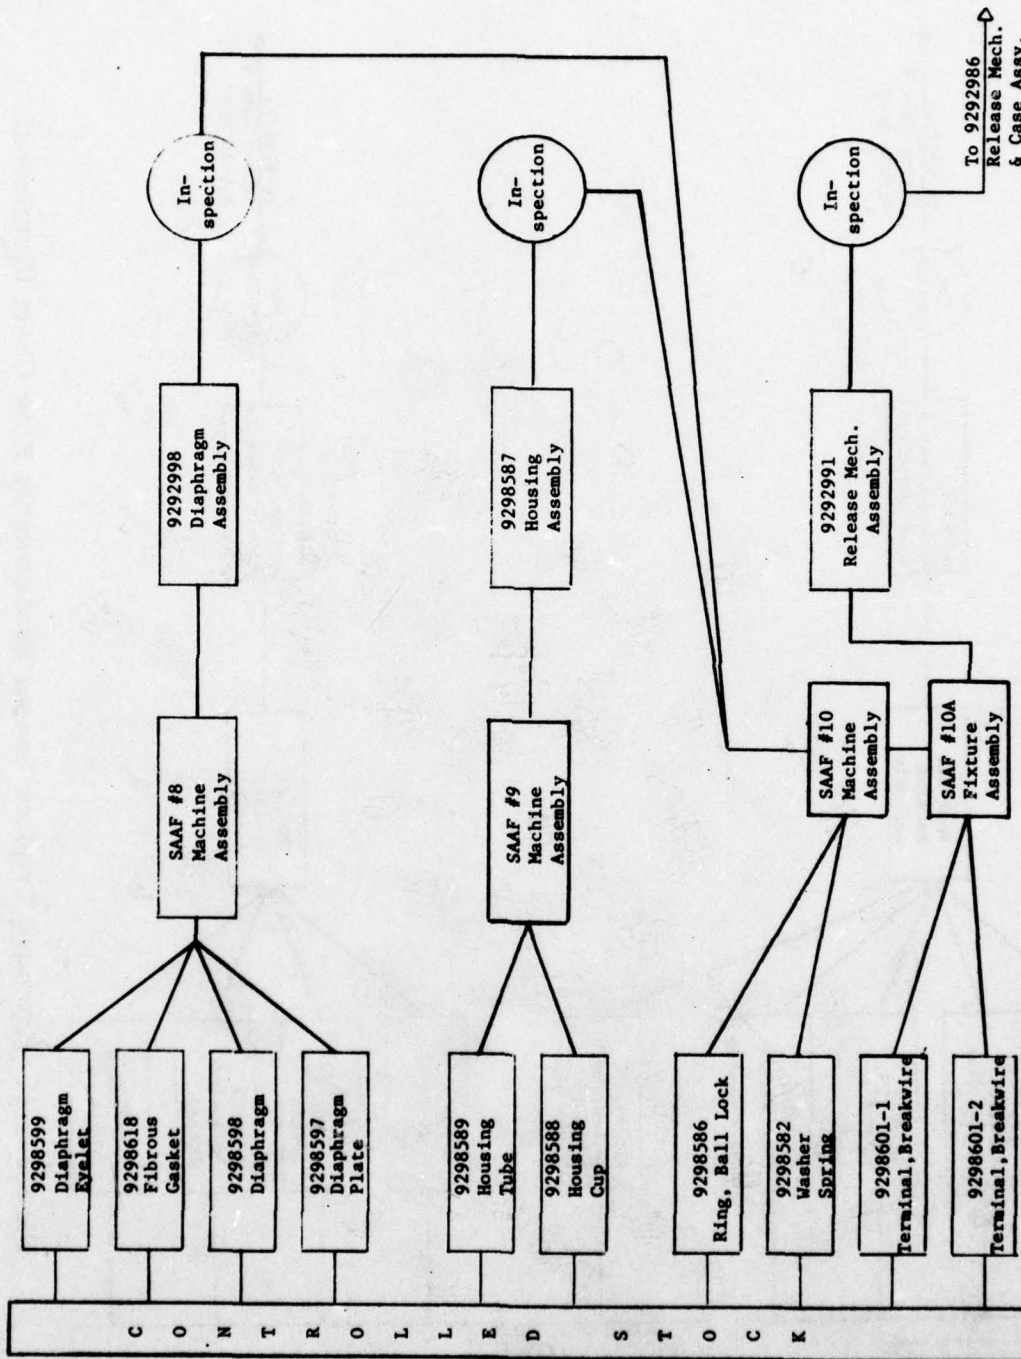 CONTROLLED STOCK
9298599
Diaphragm
Eyelet
9298618
Fibrous
Gasket
9298598
Diaphragm
9298597
Diaphragm
Plate
9298589
Housing
Tube
9298588
Housing
Cup
9298586
Ring, Ball Lock
9298582
Washer
Spring
9298601-1
Terminal,Breakwire
9298601-2
Terminal,Breakwire
SAAF #8
Machine
Assembly
SAAF #9
Machine
Assembly
SAAF #10
Machine
Assembly
SAAF #10A
Fixture
Assembly
9292998
Diaphragm
Assembly
9298587
Housing
Assembly
9292991
Release Mech.
Assembly
In-
spection
In-
spection
In-
spection
To 9292986
Release Mech.
& Case Assy.